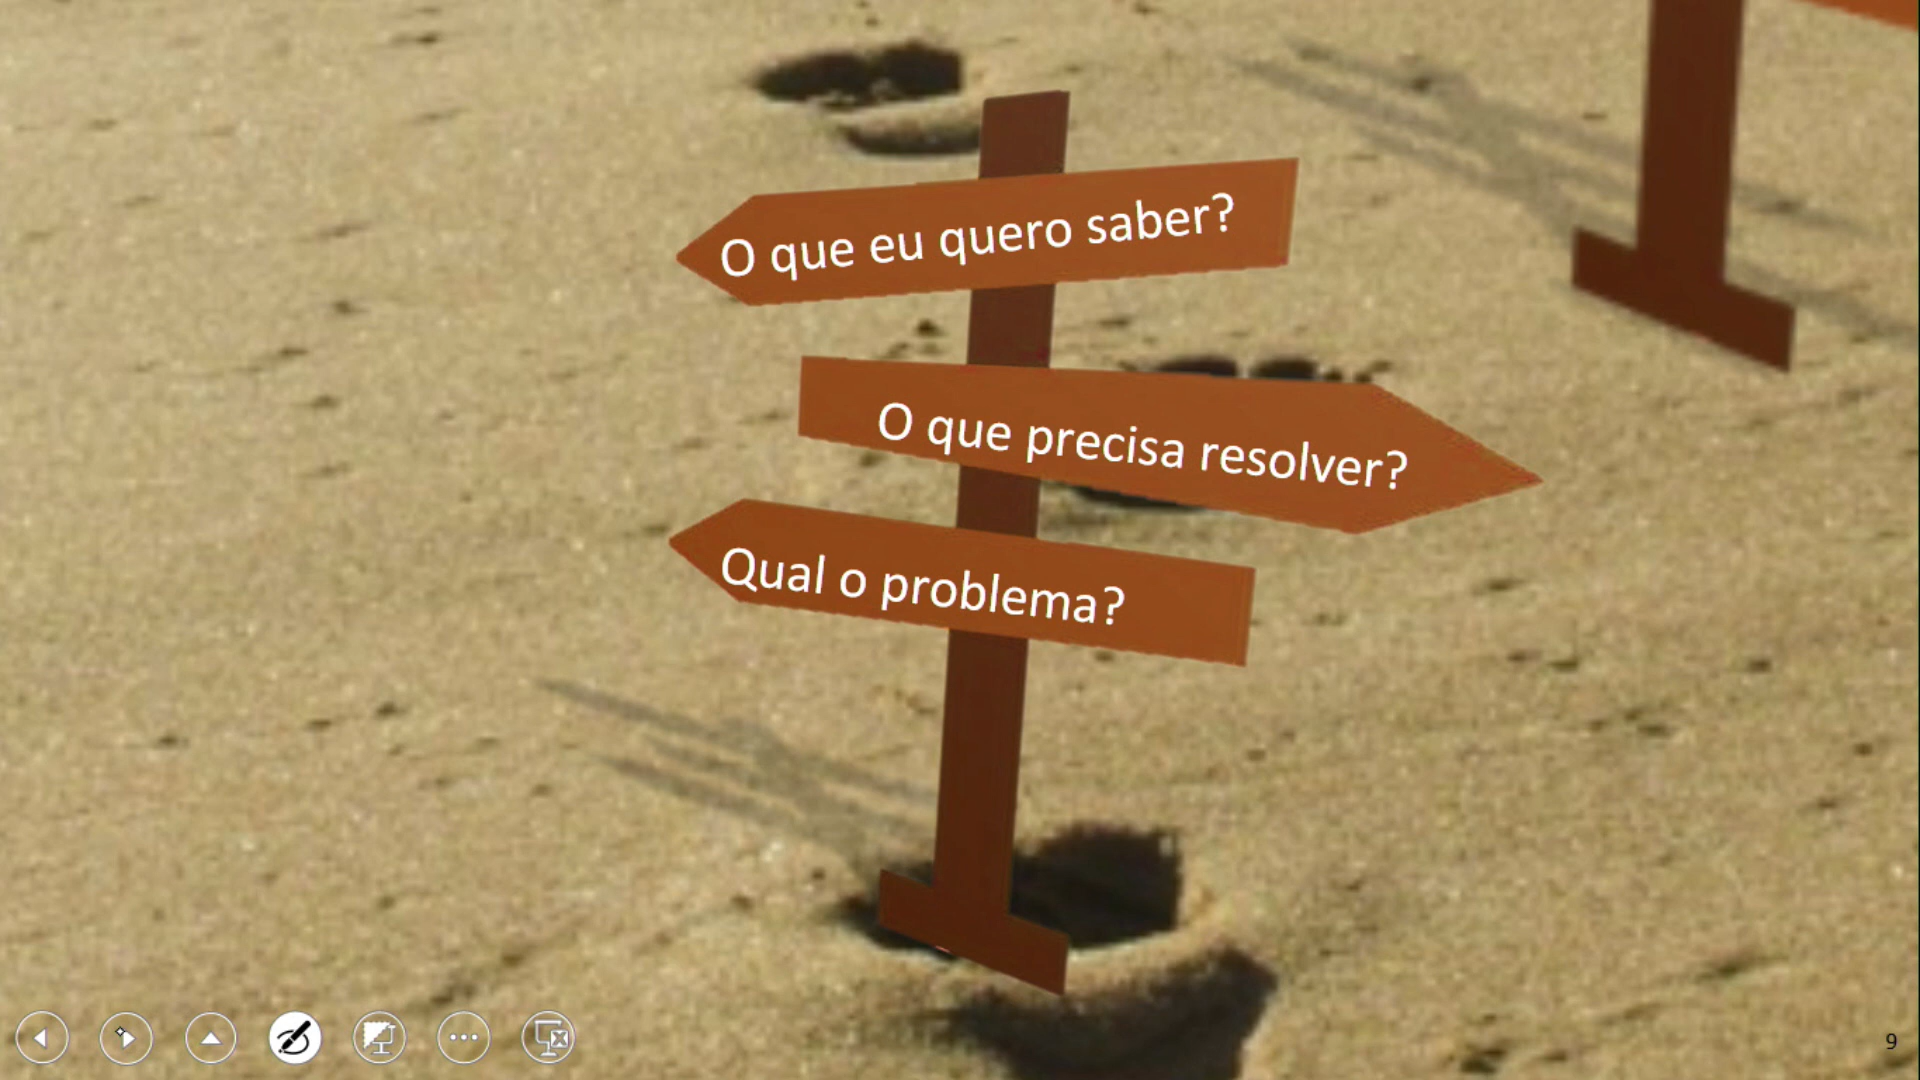 O que eu quero saber?
O que precisa resolver?
Qual o problema?
9